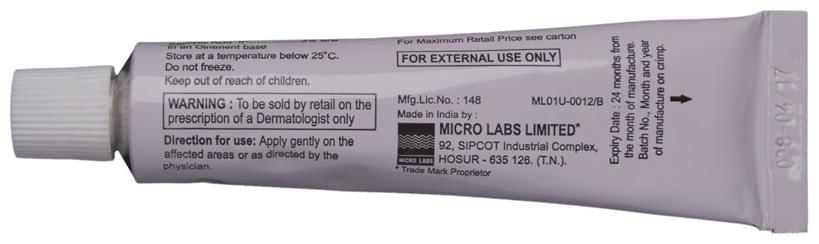 in an Ointment base
Store at a temperature below 25°C.
Do not freeze.
Keep out of reach of children.
WARNING : To be sold by retail on the
prescription of a Dermatologist only
Direction for use: Apply gently on the
affected areas or as directed by the
physician.
For Maximum Retail Price see carton
FOR EXTERNAL USE ONLY
Mfg.Lic.No. : 148 ML01U-0012/B
Made in India by :
MICRO LABS LIMITED*
92, SIPCOT Industrial Complex,
HOSUR - 635 126. (T.N.).
MICRO LABS
* Trade Mark Proprietor
Expiry Date : 24 months from
the month of manufacture.
Batch No., Month and year
of manufacture on crimp.